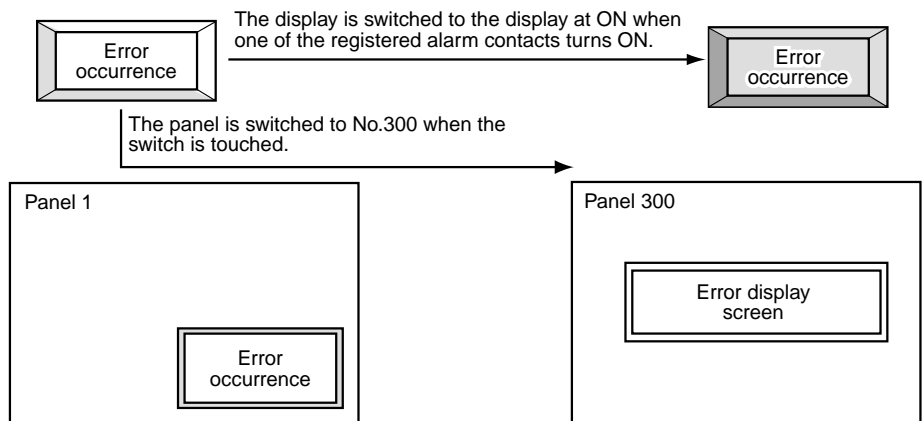 The display is switched to the display at ON when
one of the registered alarm contacts turns ON.
Error
occurrence
Error
occurrence
The panel is switched to No.300 when the
switch is touched.
Panel 1
Error
occurrence
Panel 300
Error display
screen